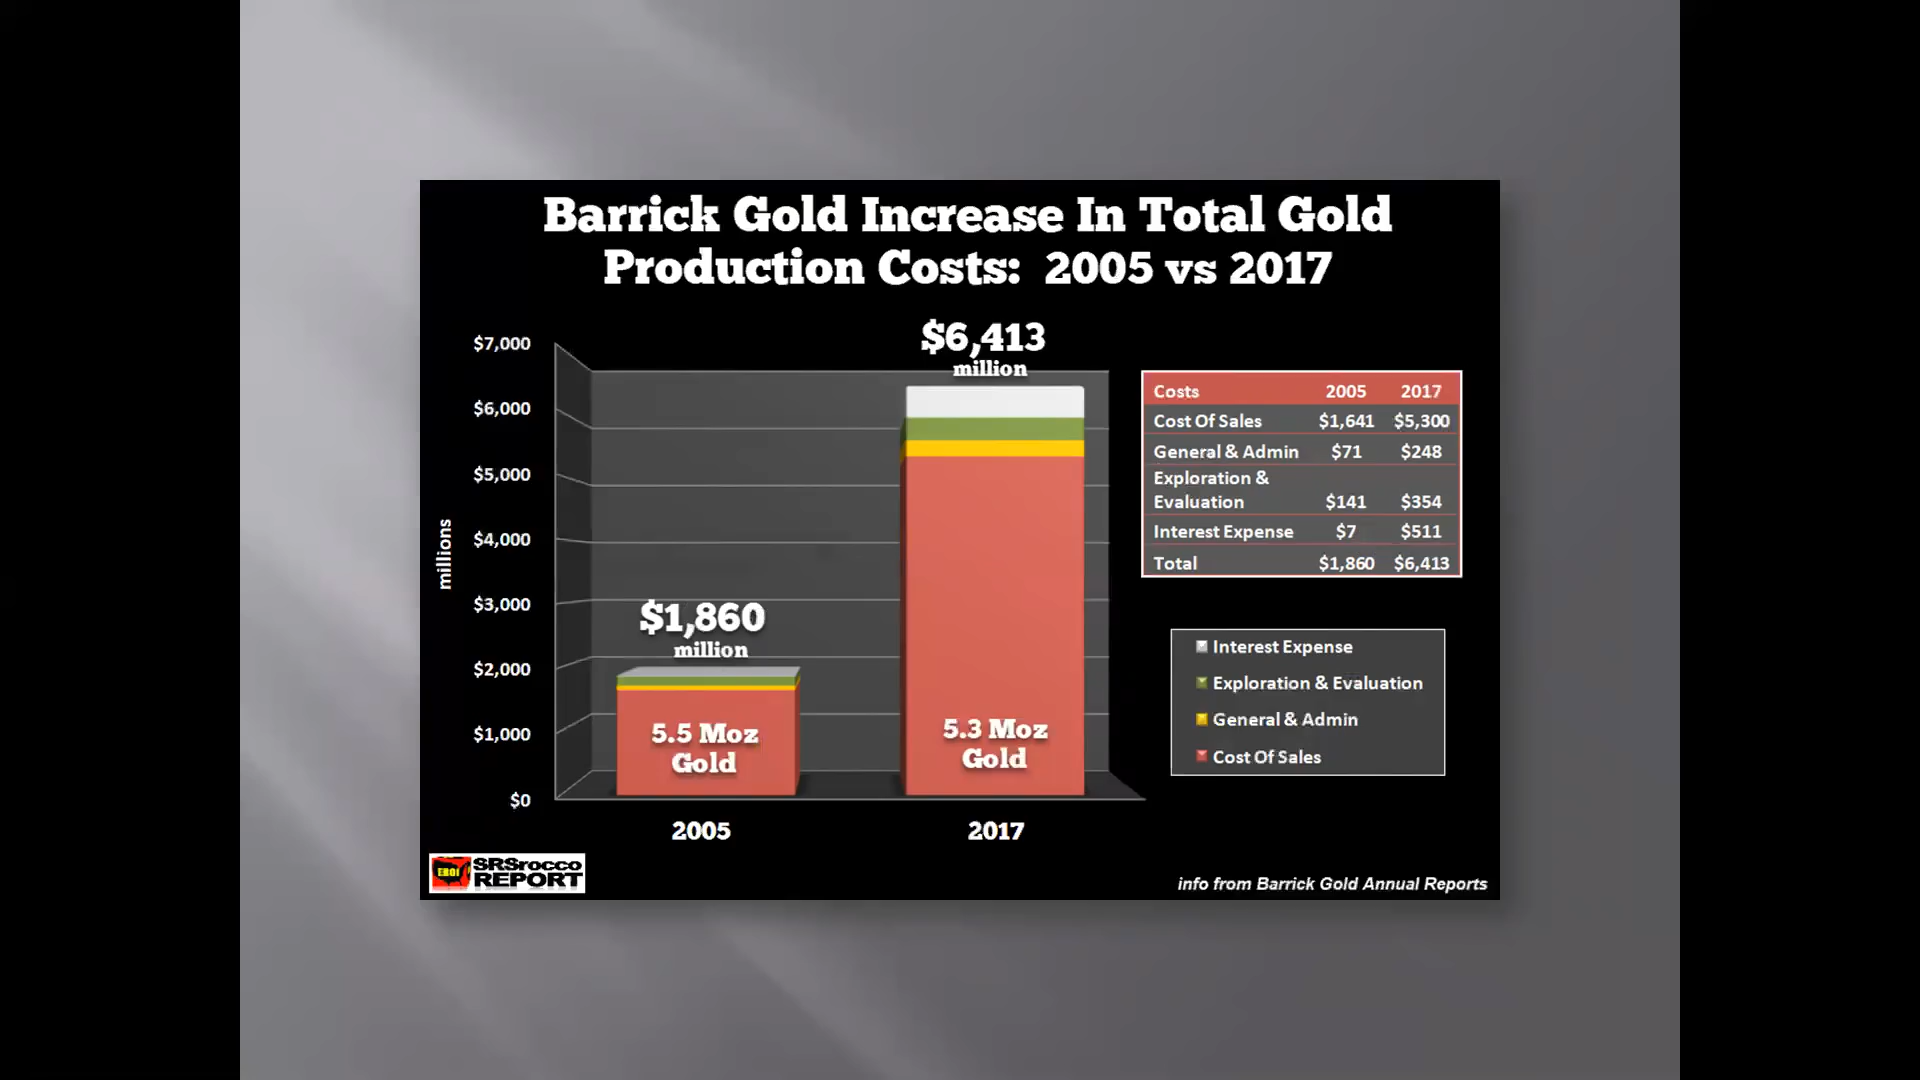 Barrick Gold Increase In Total Gold
Production Costs: 2005 vs 2017
$7,000
$6,000
$5,000
$4,000
$3,000
$2,000
$1,000
$0
millions
$6,413
million
$1,860
million
5.5 Moz
Gold
5.3 Moz
Gold
2005
2017
Costs 2005 2017
Cost Of Sales $1,641 $5,300
General & Admin $71 $248
Exploration &
Evaluation $141 $354
Interest Expense $7 $511
Total $1,860 $6,413
Interest Expense
Exploration & Evaluation
General & Admin
Cost Of Sales
EROI
SRSrocco
REPORT
info from Barrick Gold Annual Reports